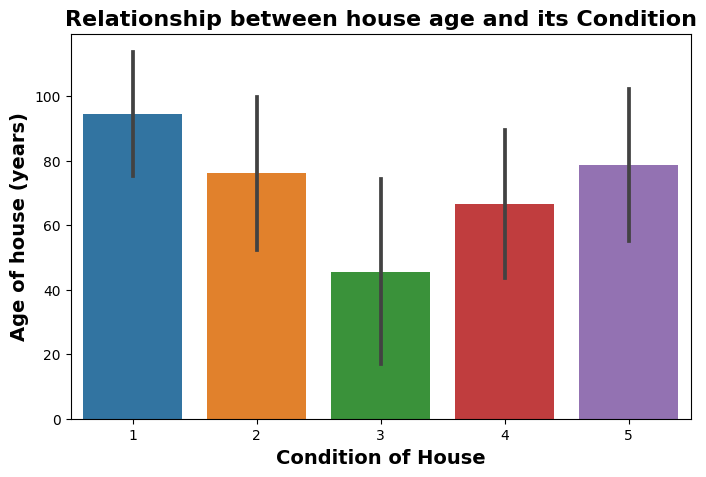 Relationship between house age and its Condition
Age of house (years)
100
80
60
40
20
0
1 2 3 4 5
Condition of House